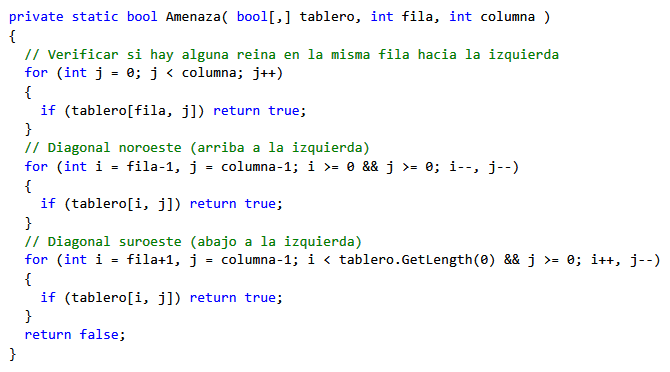 private static bool Amenaza( bool[,] tablero, int fila, int columna )
{
  // Verificar si hay alguna reina en la misma fila hacia la izquierda
  for (int j = 0; j < columna; j++)
  {
    if (tablero[fila, j]) return true;
  }
  // Diagonal noroeste (arriba a la izquierda)
  for (int i = fila-1, j = columna-1; i >= 0 && j >= 0; i--, j--)
  {
    if (tablero[i, j]) return true;
  }
  // Diagonal suroeste (abajo a la izquierda)
  for (int i = fila+1, j = columna-1; i < tablero.GetLength(0) && j >= 0; i++, j--)
  {
    if (tablero[i, j]) return true;
  }
  return false;
}